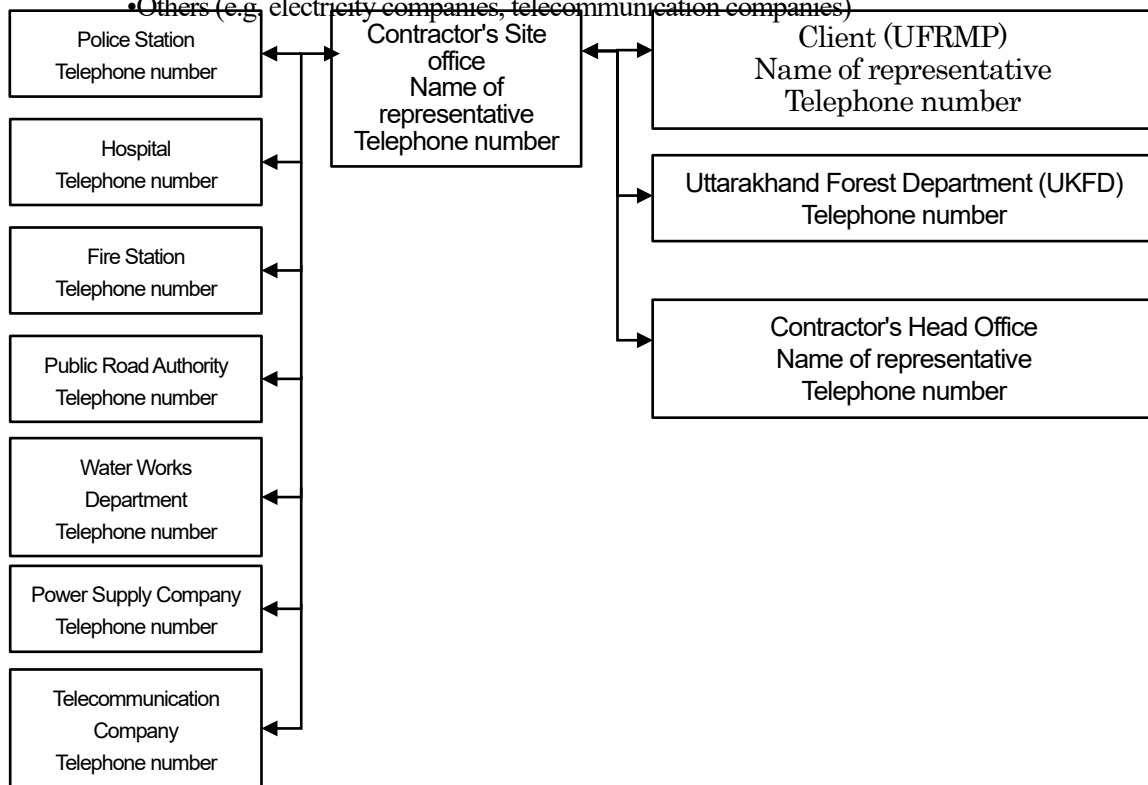 •Others (e.g. electricity companies, telecommunication companies)
Police Station
Telephone number
Contractor's Site
office
Name of
representative
Telephone number
Client (UFRMP)
Name of representative
Telephone number
Hospital
Telephone number
Uttarakhand Forest Department (UKFD)
Telephone number
Fire Station
Telephone number
Contractor's Head Office
Name of representative
Telephone number
Public Road Authority
Telephone number
Water Works
Department
Telephone number
Power Supply Company
Telephone number
Telecommunication
Company
Telephone number